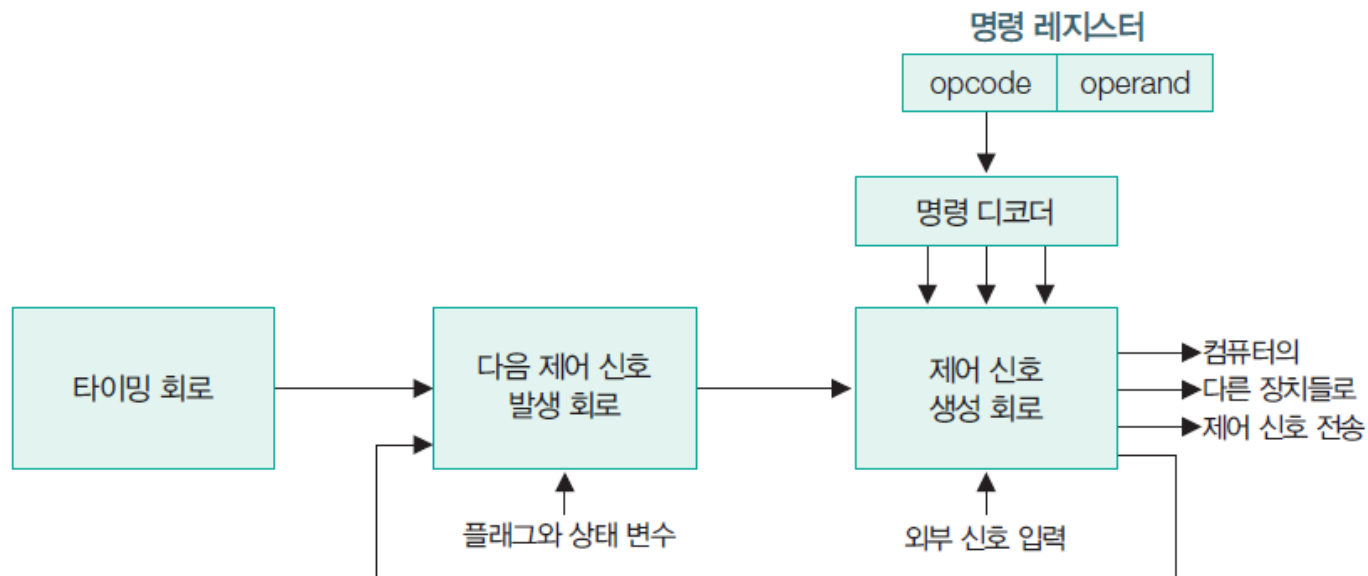 명령 레지스터
opcode operand
명령 디코더
타이밍 회로
다음 제어 신호
발생 회로
제어 신호
생성 회로
컴퓨터의
다른 장치들로
제어 신호 전송
플래그와 상태 변수
외부 신호 입력